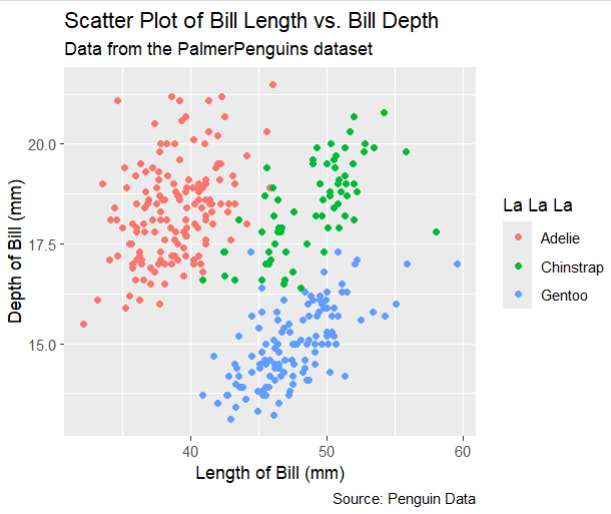 Scatter Plot of Bill Length vs. Bill Depth
Data from the PalmerPenguins dataset
Depth of Bill (mm)
20.0
17.5
15.0
40
50
60
Length of Bill (mm)
La La La
Adelie
Chinstrap
Gentoo
Source: Penguin Data